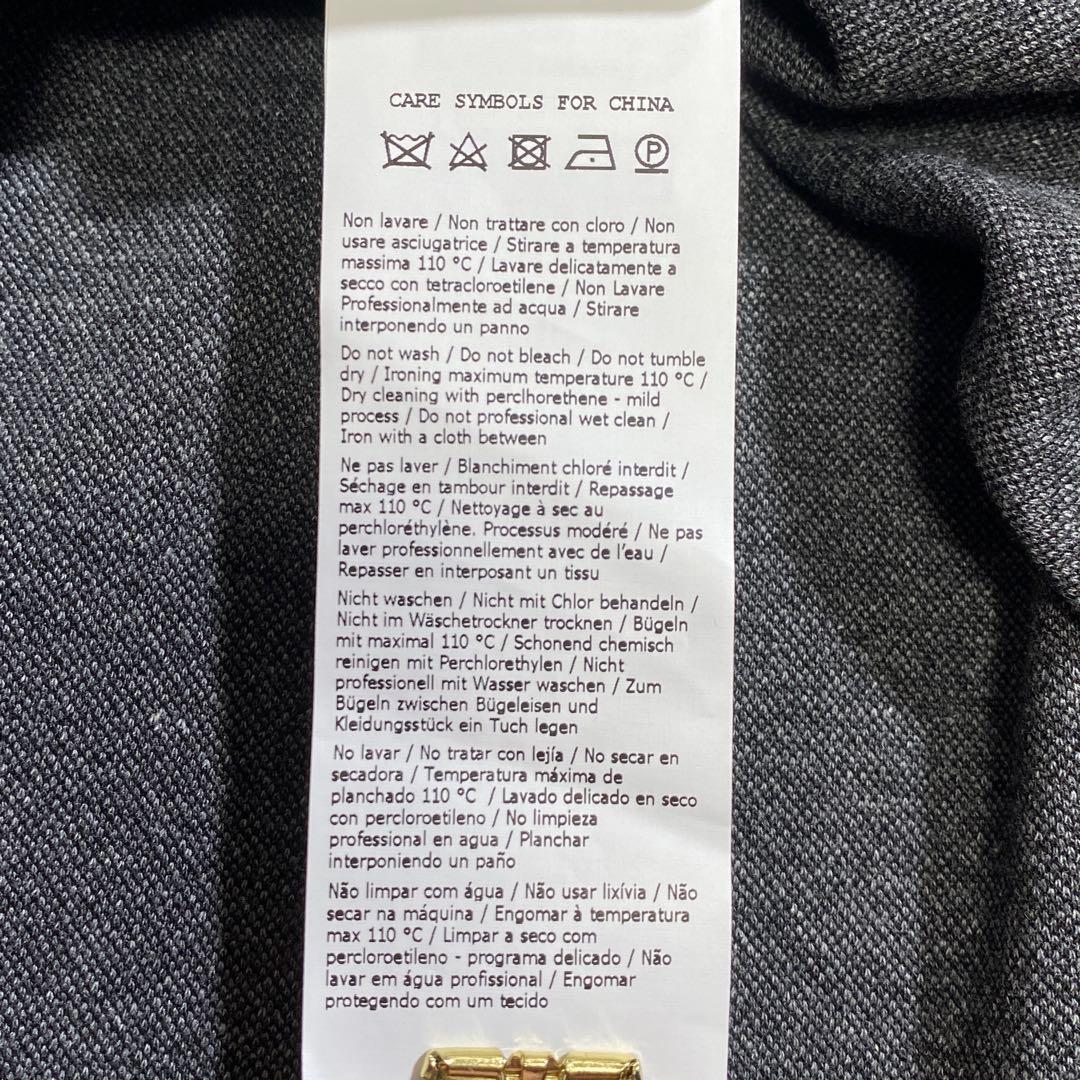 CARE SYMBOLS FOR CHINA
P
Non lavare / Non trattare con cloro / Non
usare asciugatrice / Stirare a temperatura
massima 110 °C / Lavare delicatamente a
secco con tetracloroetilene / Non Lavare
Professionalmente ad acqua / Stirare
interponendo un panno
Do not wash / Do not bleach / Do not tumble
dry / Ironing maximum temperature 110 °C /
Dry cleaning with perclhorethene - mild
process / Do not professional wet clean /
Iron with a cloth between
Ne pas laver / Blanchiment chloré interdit /
Séchage en tambour interdit / Repassage
max 110 °C / Nettoyage à sec au
perchloréthylène. Processus modéré / Ne pas
laver professionnellement avec de l'eau /
Repasser en interposant un tissu
Nicht waschen / Nicht mit Chlor behandeln /
Nicht im Wäschetrockner trocknen / Bügeln
mit maximal 110 °C / Schonend chemisch
reinigen mit Perchlorethylen / Nicht
professionell mit Wasser waschen / Zum
Bügeln zwischen Bügeleisen und
Kleidungsstück ein Tuch legen
No lavar / No tratar con lejía / No secar en
secadora / Temperatura máxima de
planchado 110 °C / Lavado delicado en seco
con percloroetileno / No limpieza
professional en agua / Planchar
interponiendo un paño
Não limpar com água / Não usar lixívia / Não
secar na máquina / Engomar à temperatura
max 110 °C / Limpar a seco com
percloroetileno - programa delicado / Não
lavar em água profissional / Engomar
protegendo com um tecido